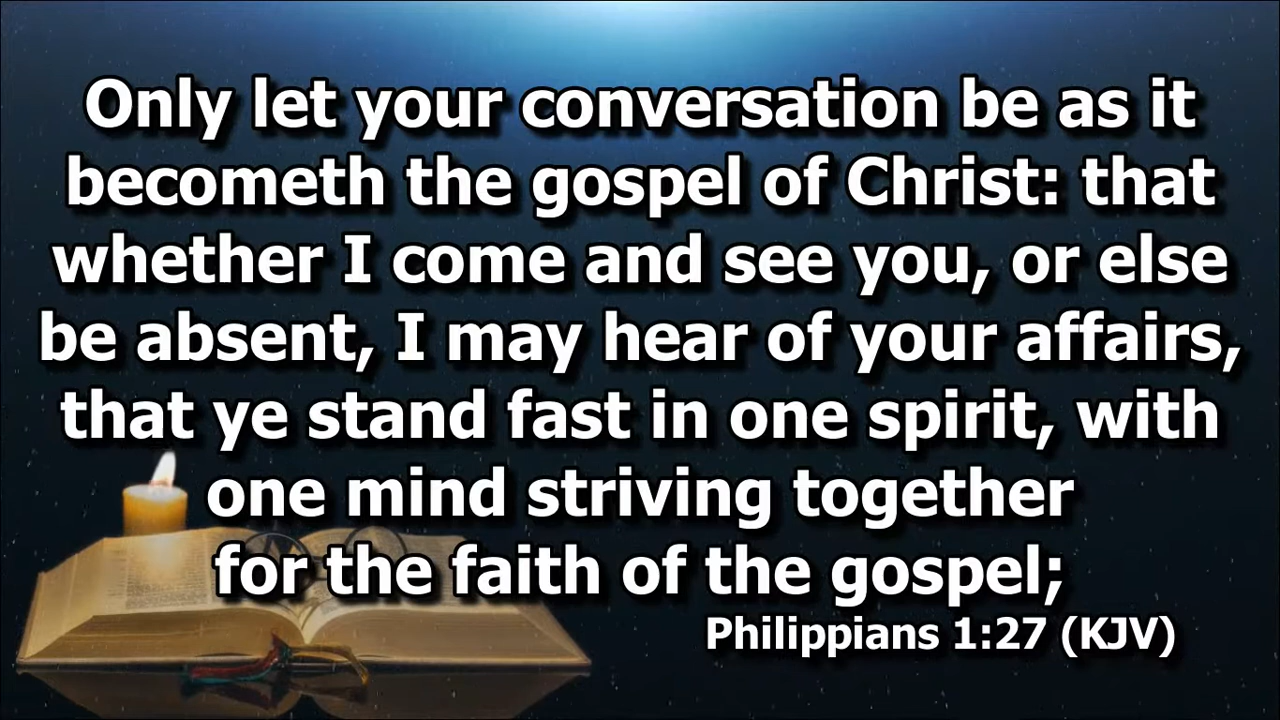 Only let your conversation be as it
becometh the gospel of Christ: that
whether I come and see you, or else
be absent, I may hear of your affairs,
that ye stand fast in one spirit, with
one mind striving together
for the faith of the gospel;
Philippians 1:27 (KJV)